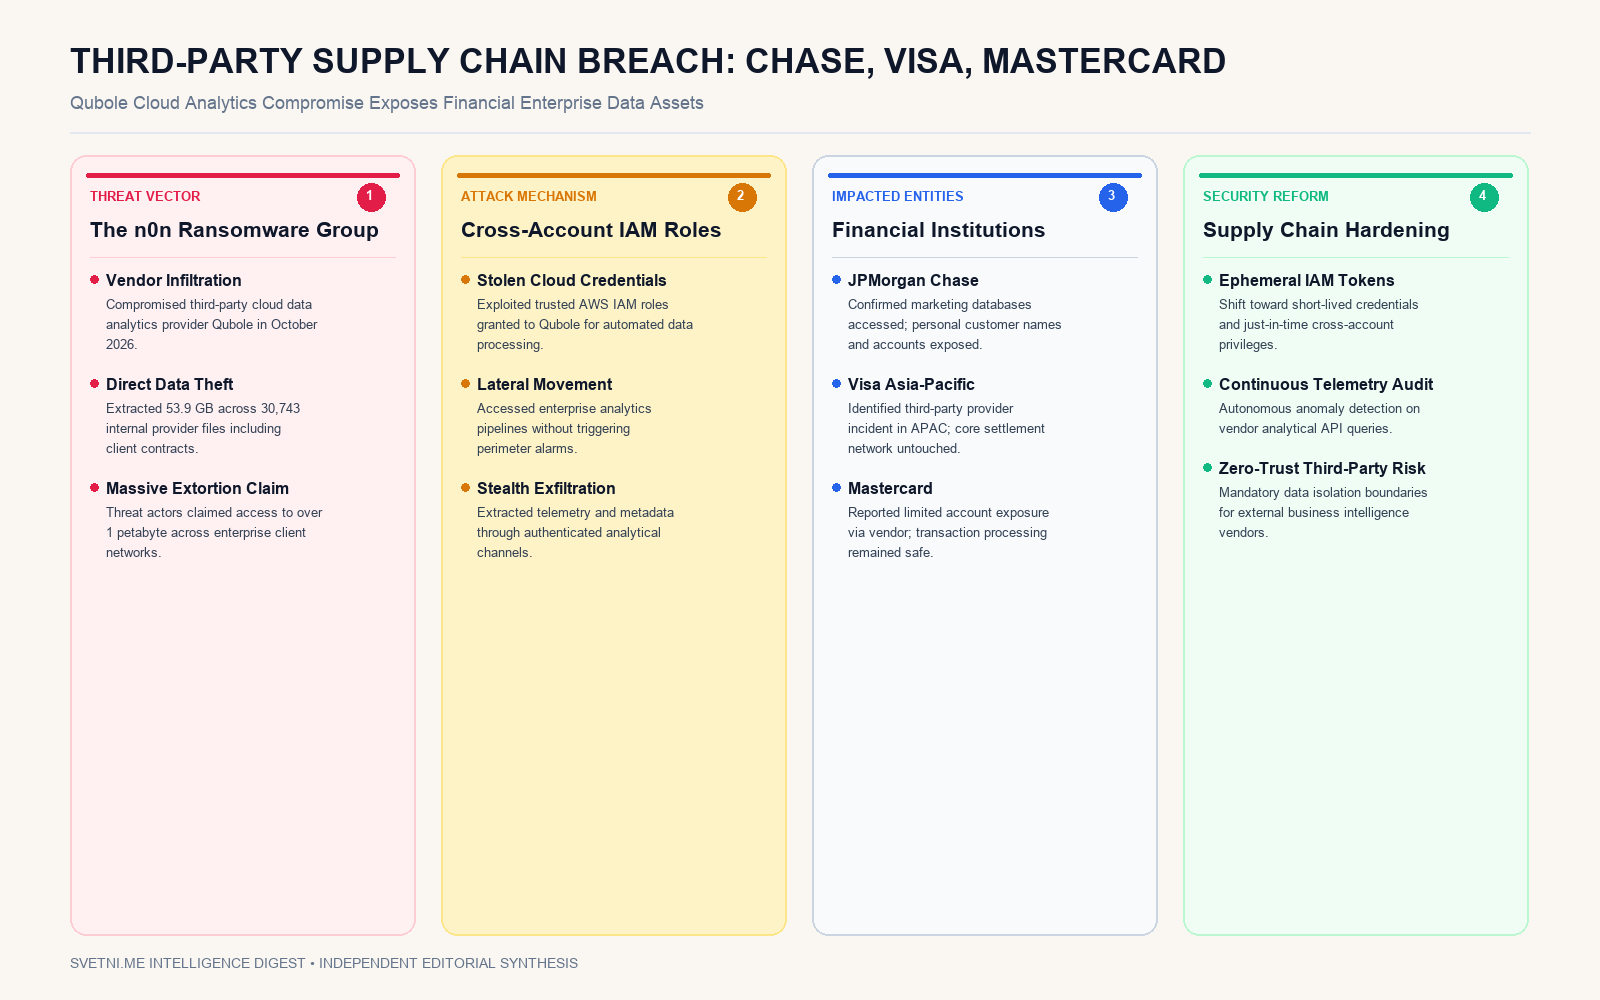 THIRD-PARTY SUPPLY CHAIN BREACH: CHASE, VISA, MASTERCARD
Qubole Cloud Analytics Compromise Exposes Financial Enterprise Data Assets
THREAT VECTOR
1
The n0n Ransomware Group
Vendor Infiltration
Compromised third-party cloud data
analytics provider Qubole in October
2026.
Direct Data Theft
Extracted 53.9 GB across 30,743
internal provider files including
client contracts.
Massive Extortion Claim
Threat actors claimed access to over
1 petabyte across enterprise client
networks.
ATTACK MECHANISM
2
Cross-Account IAM Roles
Stolen Cloud Credentials
Exploited trusted AWS IAM roles
granted to Qubole for automated data
processing.
Lateral Movement
Accessed enterprise analytics
pipelines without triggering
perimeter alarms.
Stealth Exfiltration
Extracted telemetry and metadata
through authenticated analytical
channels.
IMPACTED ENTITIES
3
Financial Institutions
JPMorgan Chase
Confirmed marketing databases
accessed; personal customer names
and accounts exposed.
Visa Asia-Pacific
Identified third-party provider
incident in APAC; core settlement
network untouched.
Mastercard
Reported limited account exposure
via vendor; transaction processing
remained safe.
SECURITY REFORM
4
Supply Chain Hardening
Ephemeral IAM Tokens
Shift toward short-lived credentials
and just-in-time cross-account
privileges.
Continuous Telemetry Audit
Autonomous anomaly detection on
vendor analytical API queries.
Zero-Trust Third-Party Risk
Mandatory data isolation boundaries
for external business intelligence
vendors.
SVETNI.ME INTELLIGENCE DIGEST • INDEPENDENT EDITORIAL SYNTHESIS